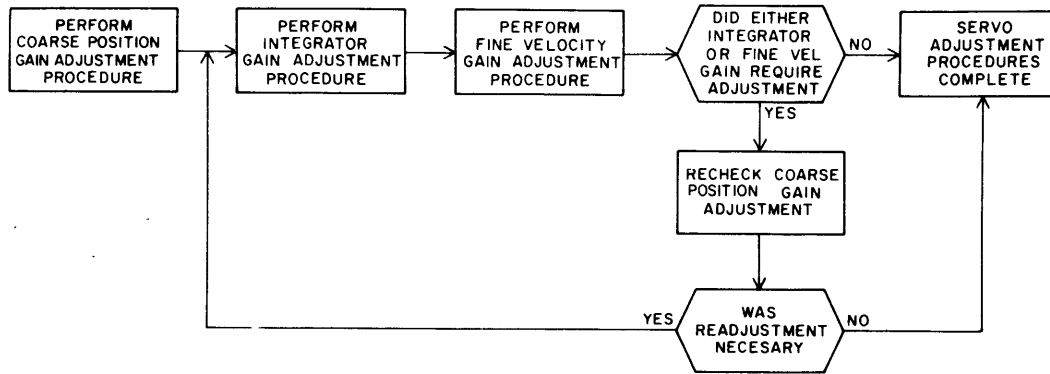 PERFORM
COARSE POSITION
GAIN ADJUSTMENT
PROCEDURE
PERFORM
INTEGRATOR
GAIN ADJUSTMENT
PROCEDURE
PERFORM
FINE VELOCITY
GAIN ADJUSTMENT
PROCEDURE
DID EITHER
INTEGRATOR
OR FINE VEL
GAIN REQUIRE
ADJUSTMENT
NO
SERVO
ADJUSTMENT
PROCEDURES
COMPLETE
YES
RECHECK COARSE
POSITION GAIN
ADJUSTMENT
YES
WAS
READJUSTMENT
NECESARY
NO